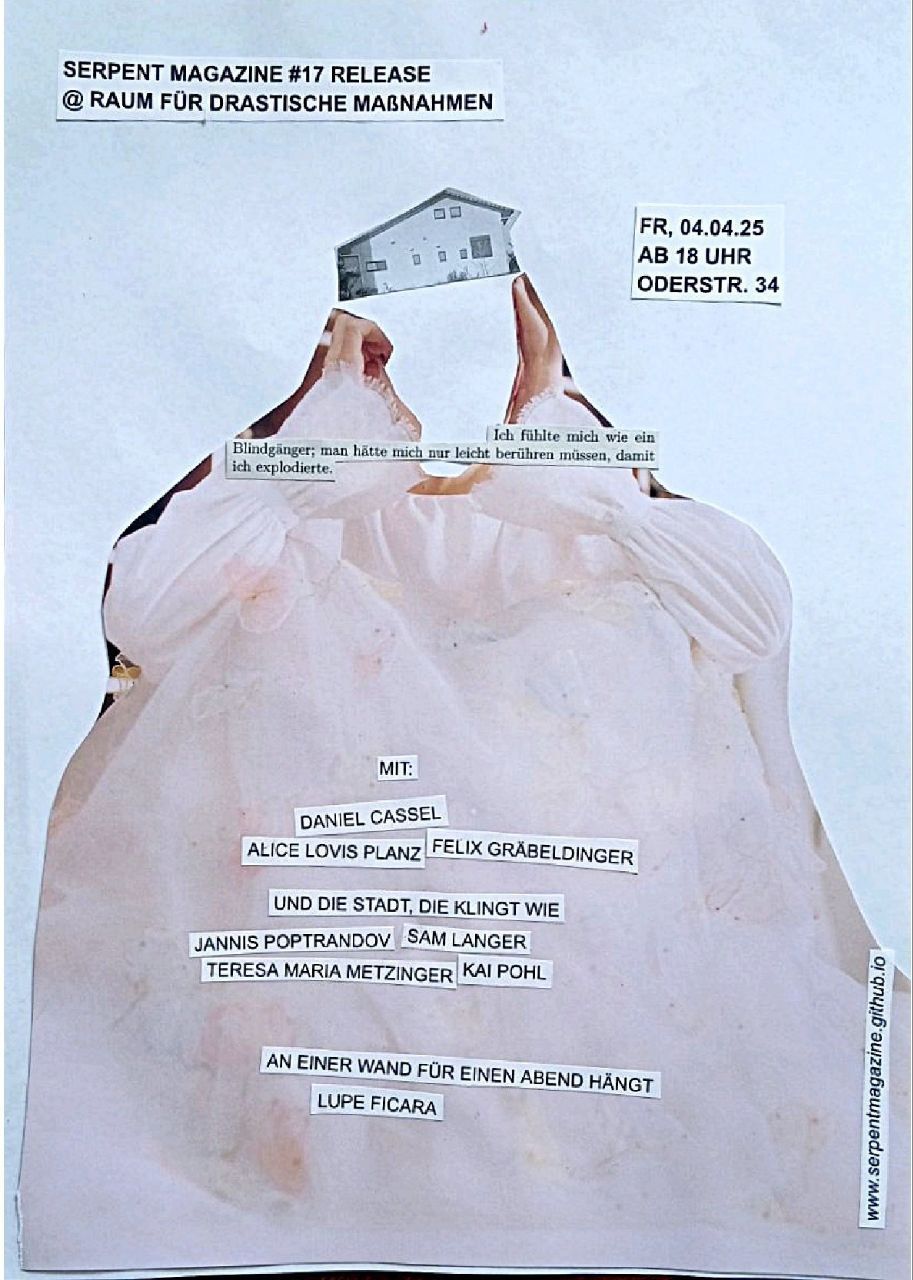 SERPENT MAGAZINE #17 RELEASE
@ RAUM FÜR DRASTISCHE MAßNAHMEN
FR, 04.04.25
AB 18 UHR
ODERSTR. 34
Ich fühlte mich wie ein
Blindgänger; man hätte mich nur leicht berühren müssen, damit
ich explodierte.
MIT:
DANIEL CASSEL
ALICE LOVIS PLANZ FELIX GRÄBELDINGER
UND DIE STADT, DIE KLINGT WIE
JANNIS POPTRANDOV SAM LANGER
TERESA MARIA METZINGER KAI POHL
AN EINER WAND FÜR EINEN ABEND HÄNGT
LUPE FICARA
www.serpentmagazine.github.io